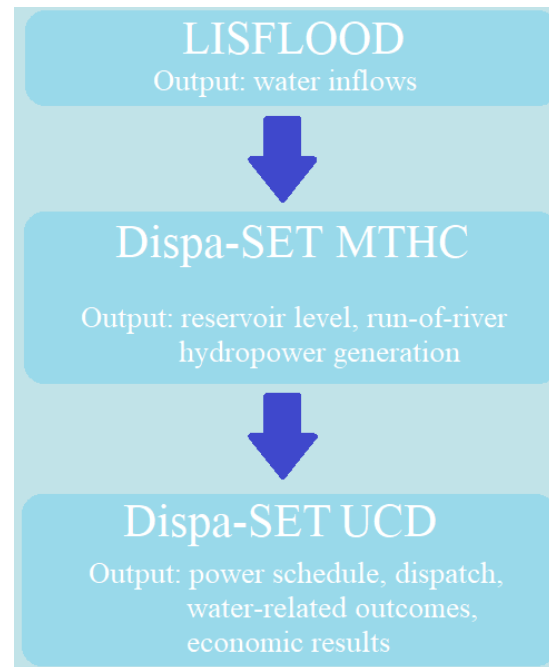 LISFLOOD
Output: water inflows
Dispa-SET MTHC
Output: reservoir level, run-of-river
hydropower generation
Dispa-SET UCD
Output: power schedule, dispatch,
water-related outcomes,
economic results